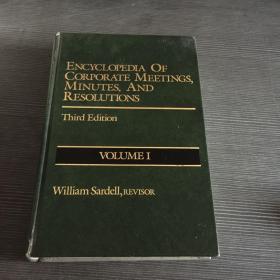 ENCYCLOPEDIA OF
CORPORATE MEETINGS,
MINUTES, AND
RESOLUTIONS
Third Edition
VOLUME I
William Sardell, REVISOR